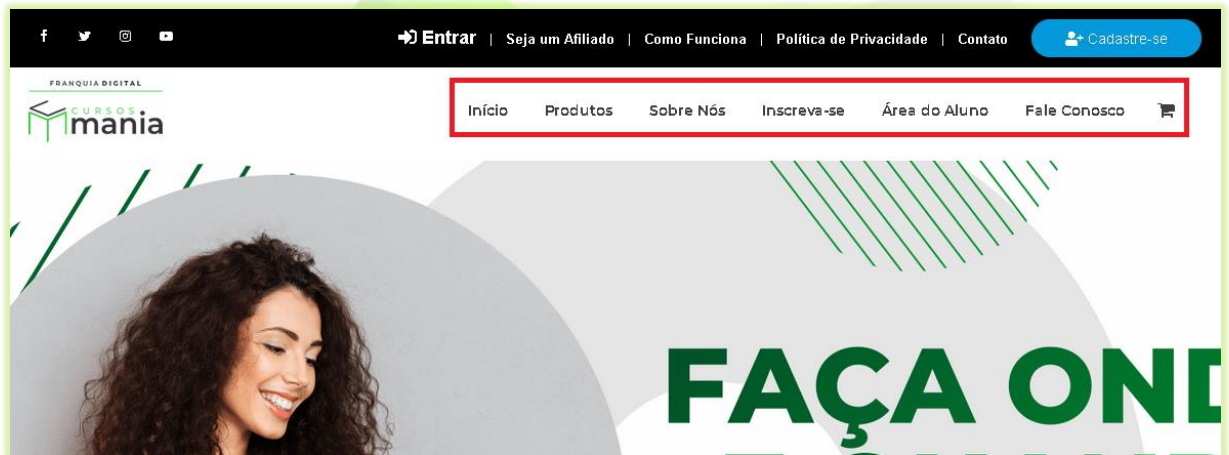 Entrar | Seja um Afiliado | Como Funciona | Política de Privacidade | Contato Cadastre-se
FRANQUIA DIGITAL
CURSOS
mania
Início Produtos Sobre Nós Inscreva-se Área do Aluno Fale Conosco
FAÇA